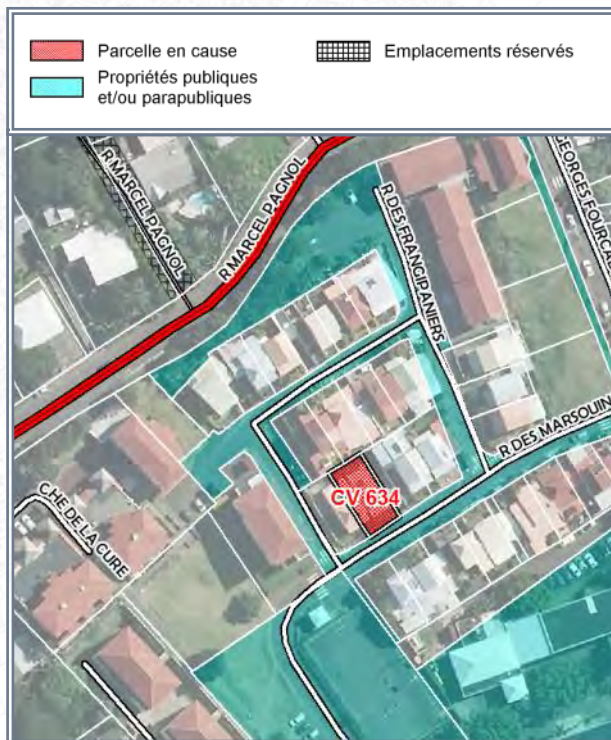 Parcelle en cause
Emplacements réservés
Propriétés publiques
et/ou parapubliques
R MARCEL PAGNOL
R MARCEL PAGNOL
R DES FRANGIPANIERS
GEORGES FOURCA
R DES MARSOUIN
CV 634
CHE DE LA CURE